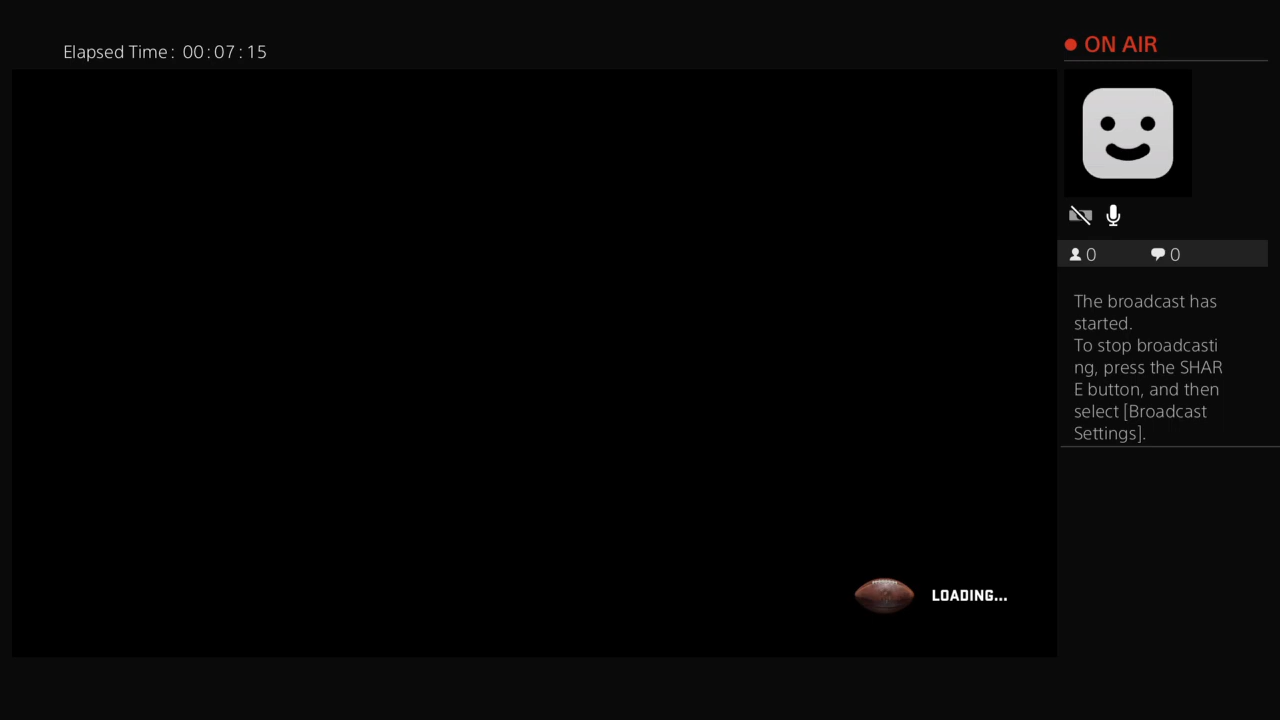 Elapsed Time: 00:07:15
ON AIR
0 0
The broadcast has
started.
To stop broadcasti
ng, press the SHAR
E button, and then
select [Broadcast
Settings].
LOADING...